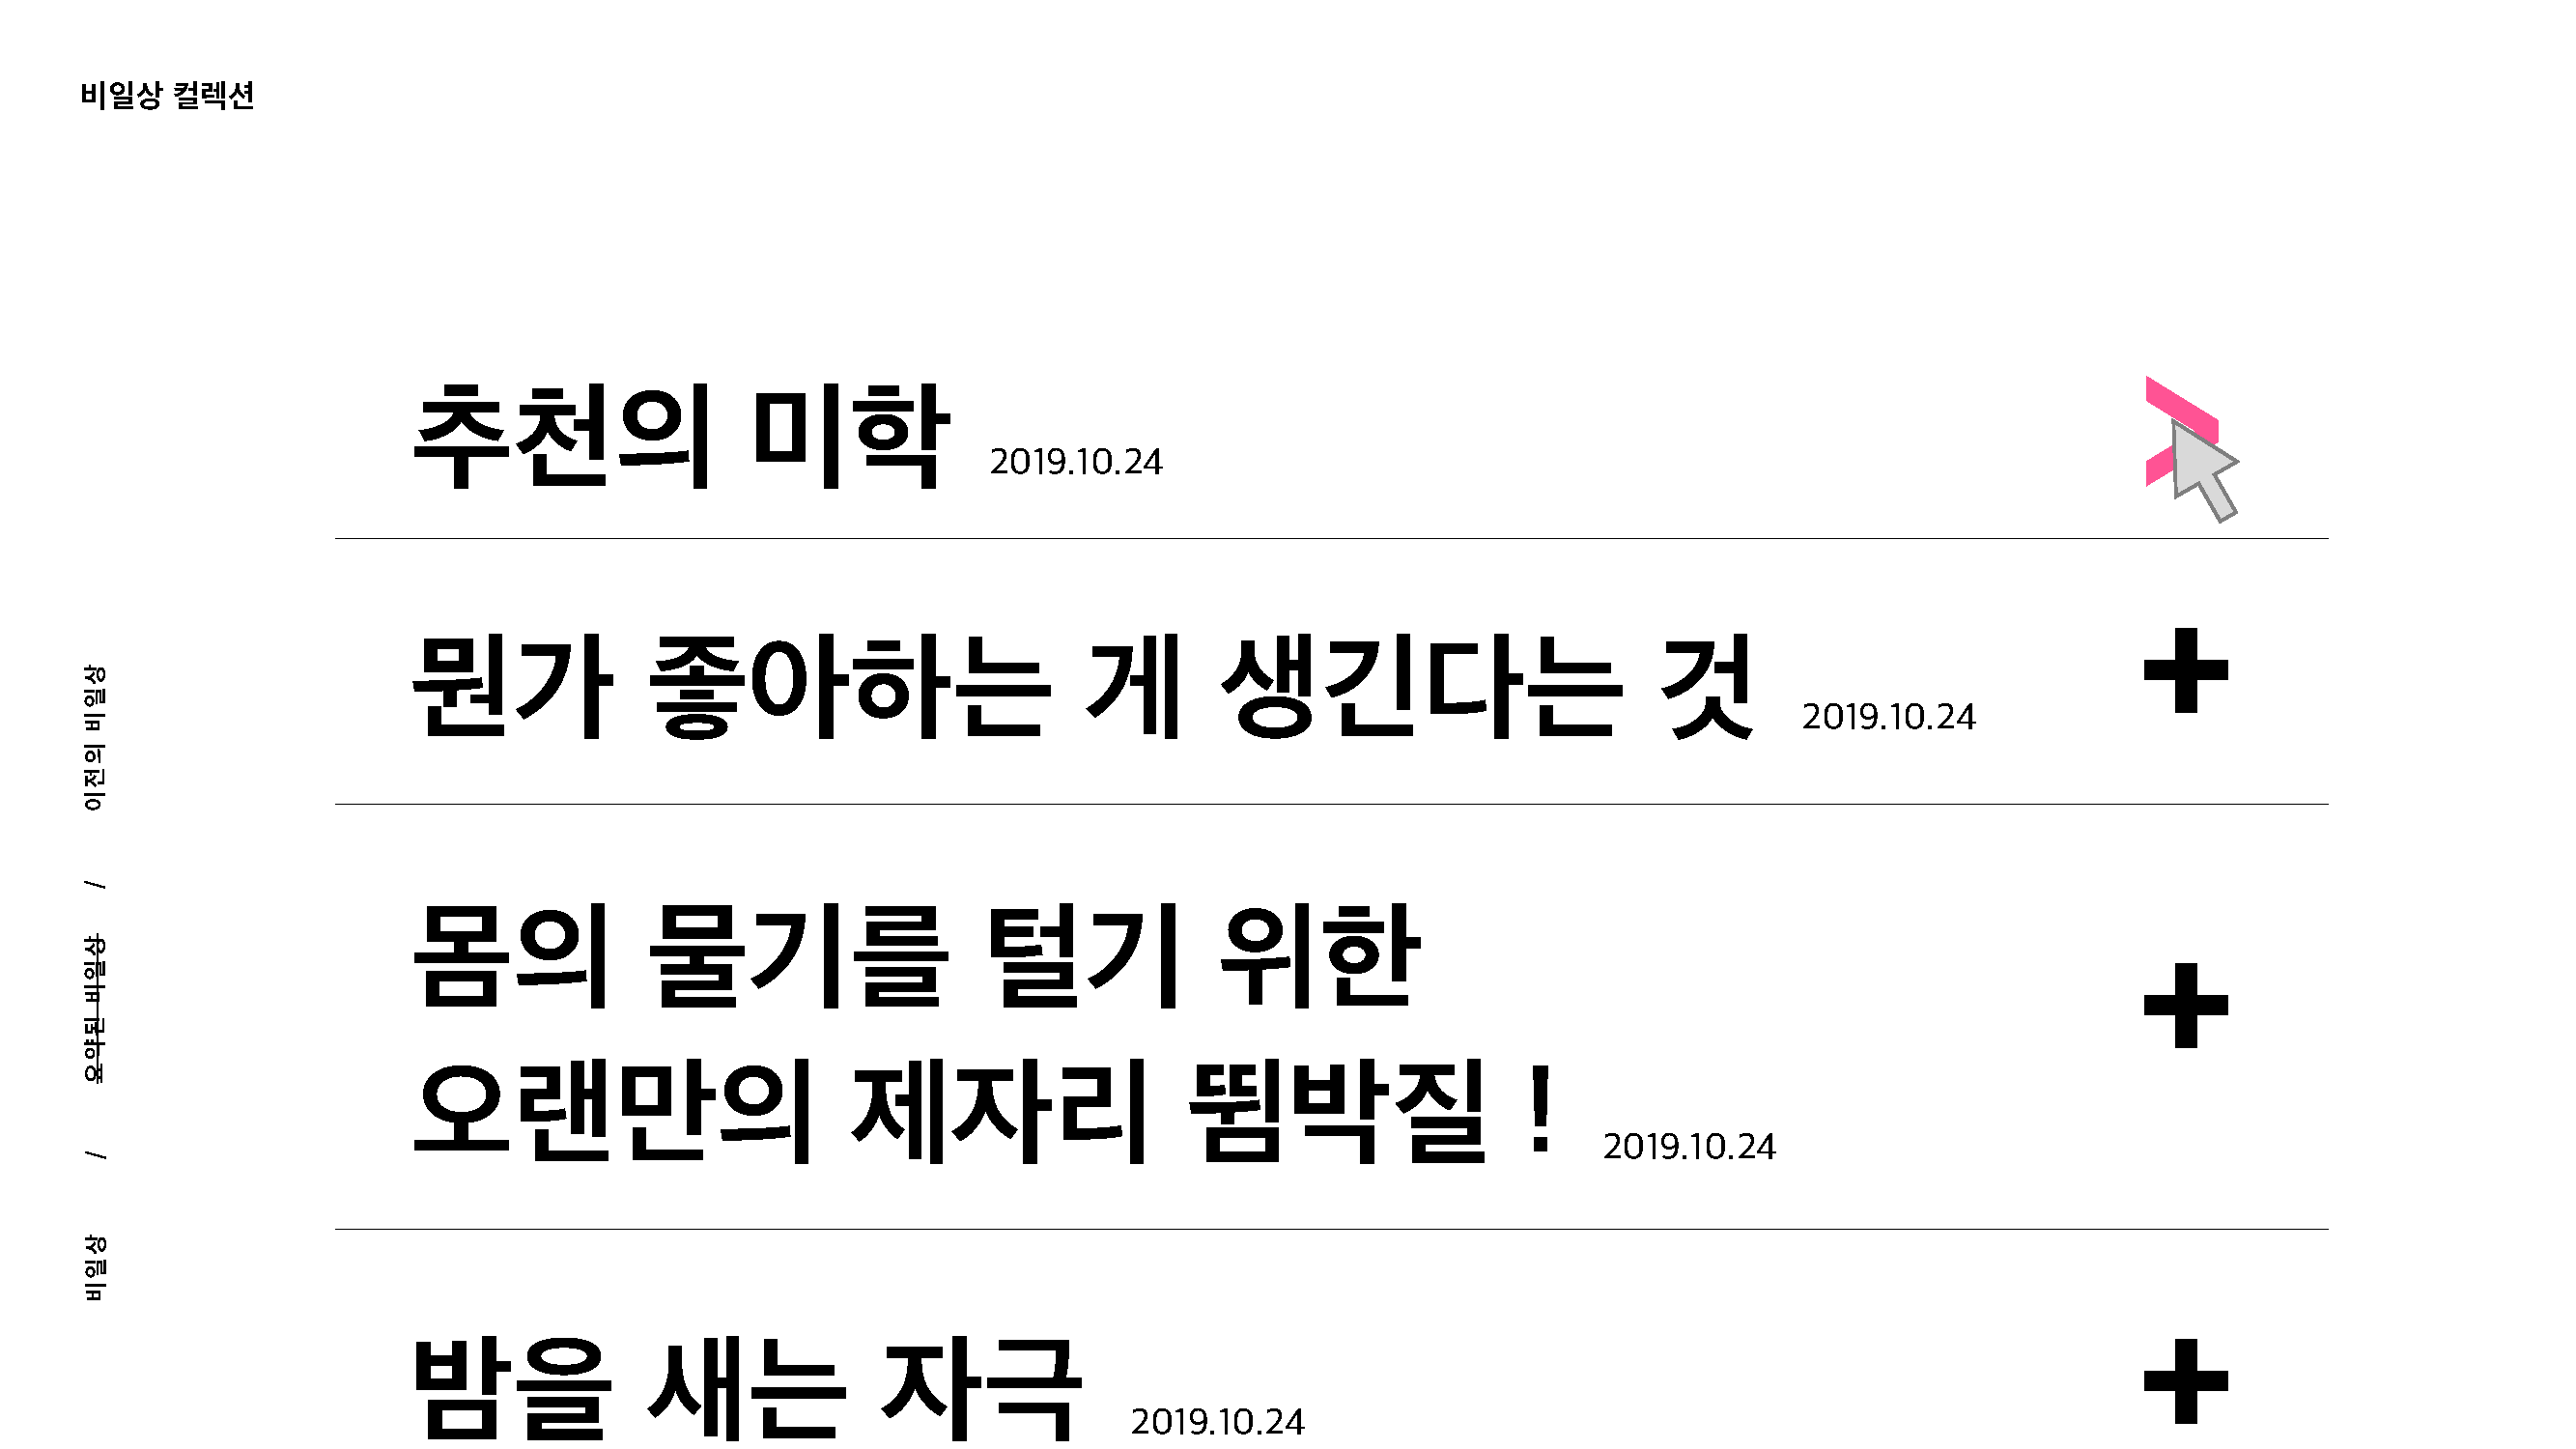 비일상 컬렉션
추천의 미학 2019.10.24
뭔가 좋아하는 게 생긴다는 것 2019.10.24
몸의 물기를 털기 위한
오랜만의 제자리 뜀박질 ! 2019.10.24
밤을 새는 자극 2019.10.24
비일상 / 요약된 비일상 / 이전의 비일상